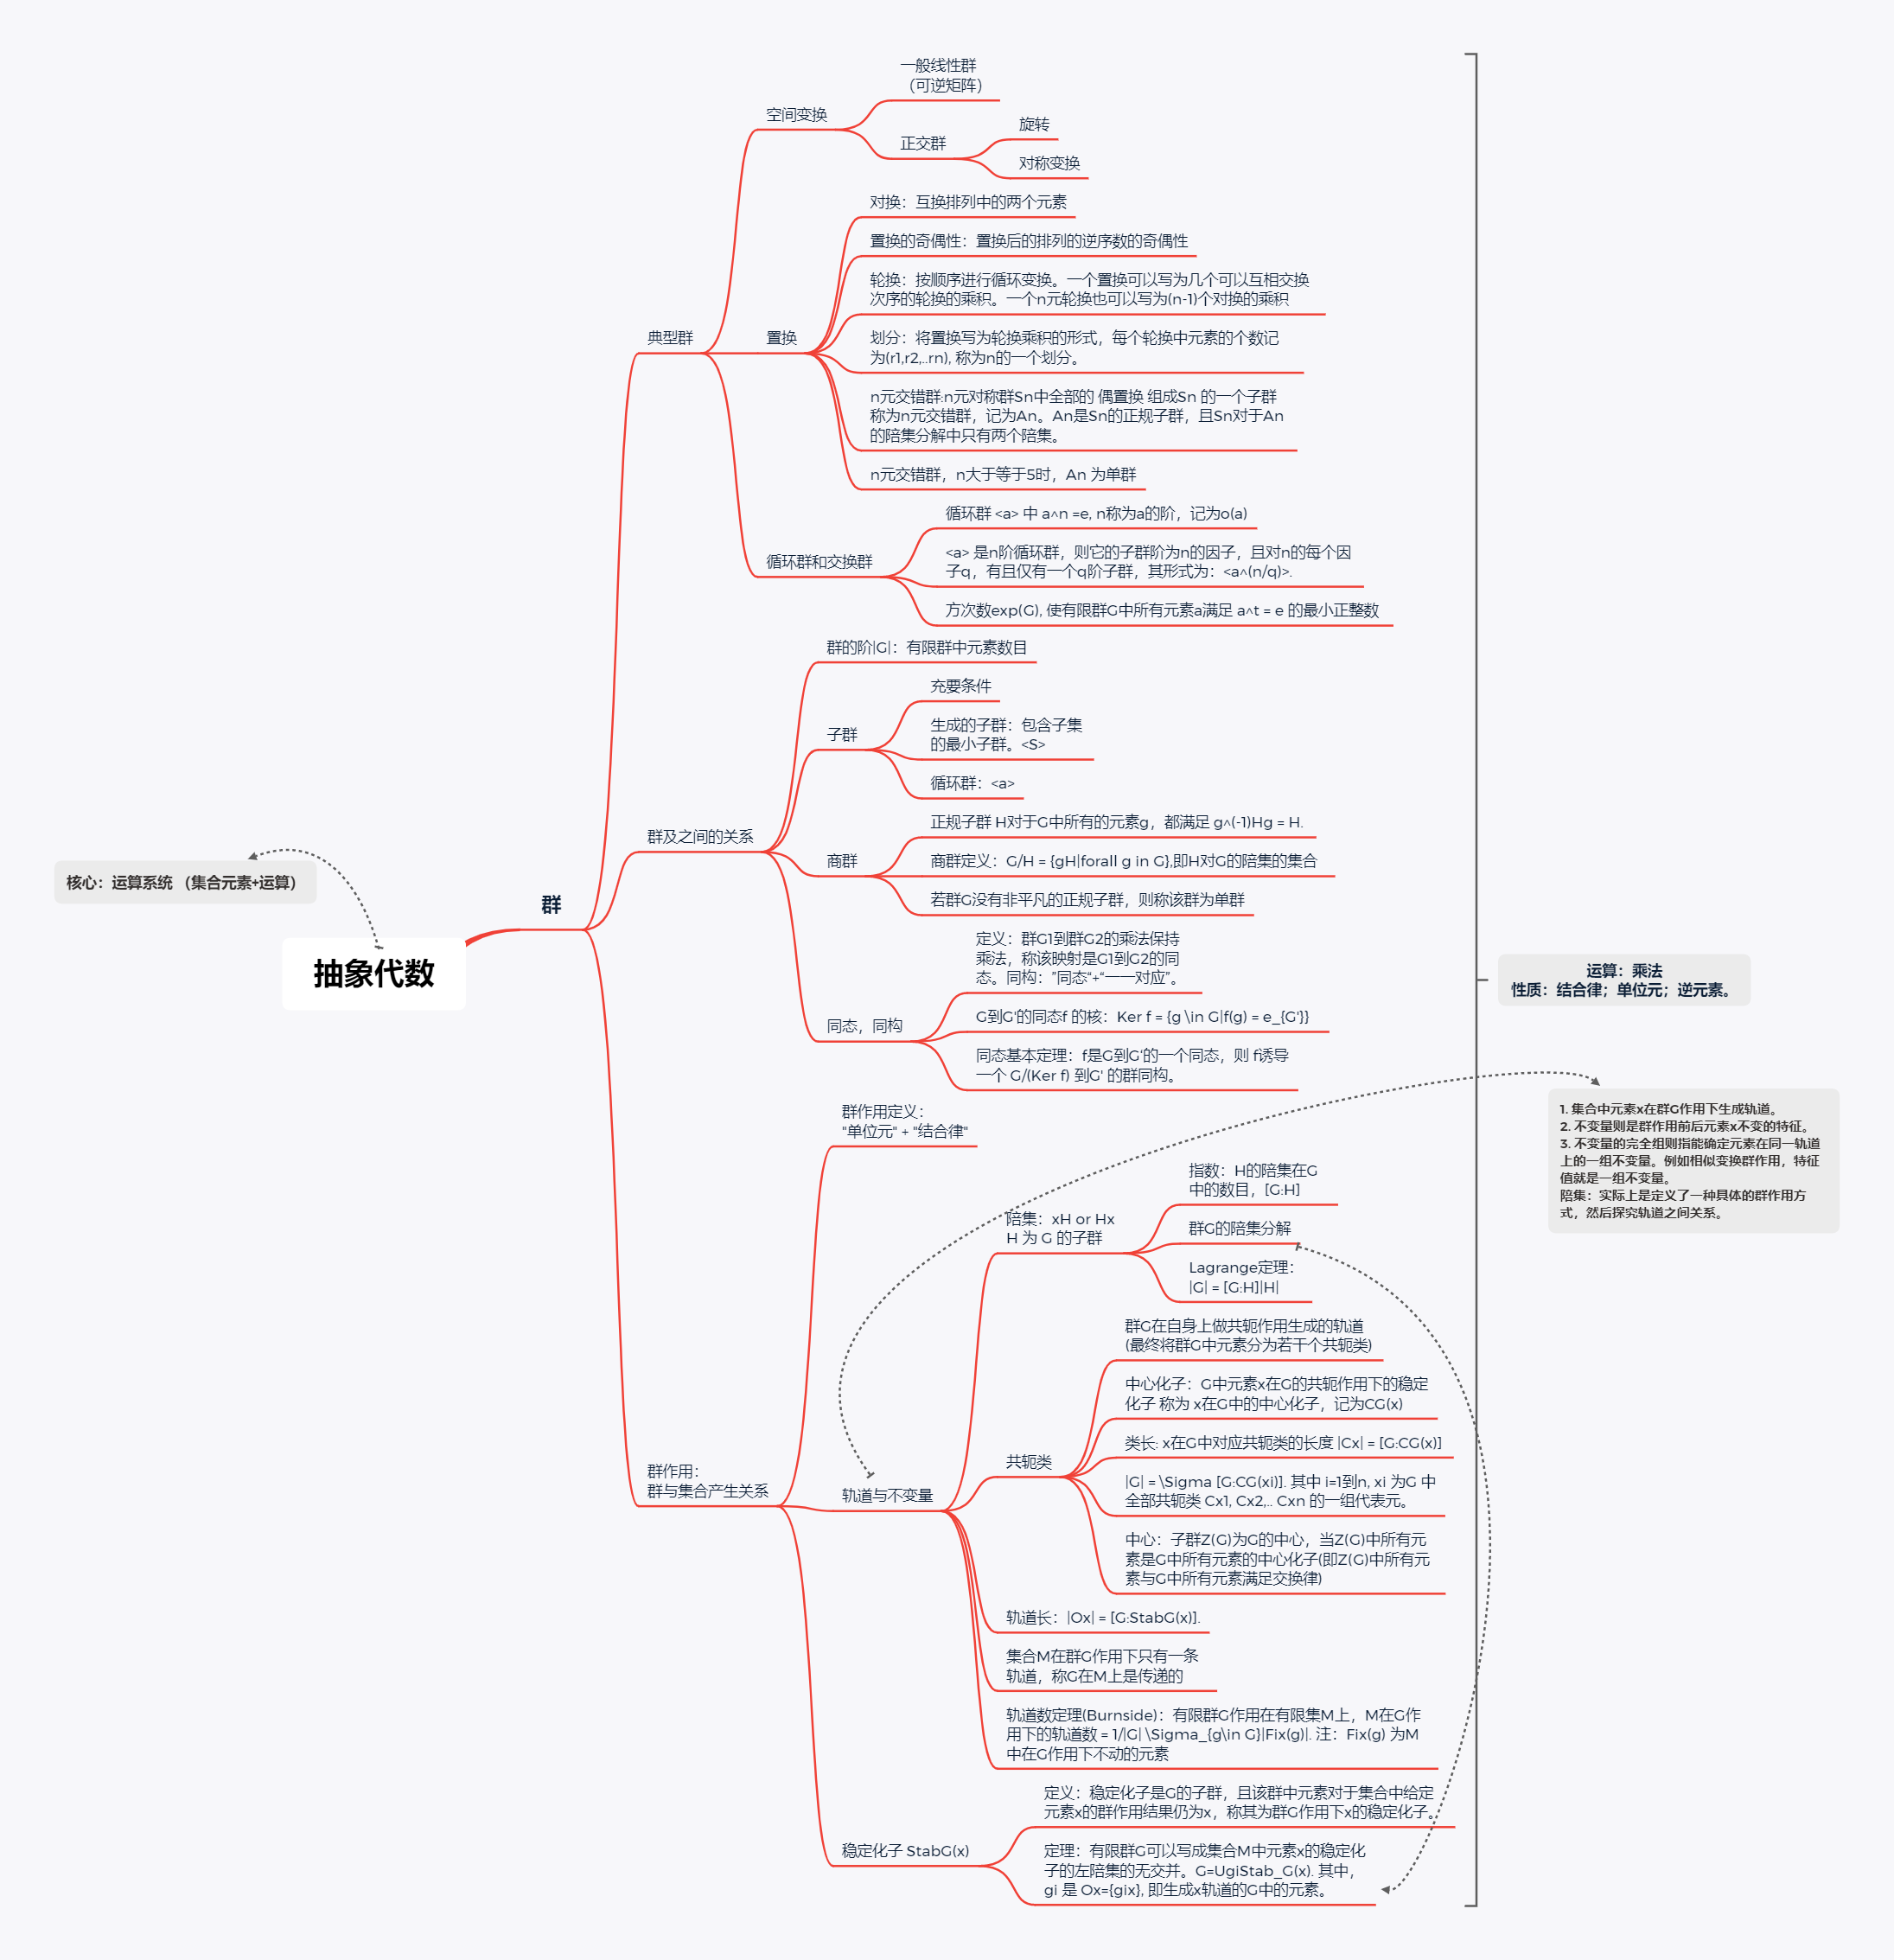 核心：运算系统 （集合元素+运算）
抽象代数
群
典型群
空间变换
一般线性群
（可逆矩阵）
正交群
旋转
对称变换
置换
对换：互换排列中的两个元素
置换的奇偶性：置换后的排列的逆序数的奇偶性
轮换：按顺序进行循环变换。一个置换可以写为几个可以互相交换
次序的轮换的乘积。一个n元轮换也可以写为(n-1)个对换的乘积
划分：将置换写为轮换乘积的形式，每个轮换中元素的个数记
为(r1,r2,..rn), 称为n的一个划分。
n元交错群:n元对称群Sn中全部的 偶置换 组成Sn 的一个子群
称为n元交错群，记为An。An是Sn的正规子群，且Sn对于An
的陪集分解中只有两个陪集。
n元交错群，n大于等于5时，An 为单群
循环群和交换群
循环群 <a> 中 a^n =e, n称为a的阶，记为o(a)
<a> 是n阶循环群，则它的子群阶为n的因子，且对n的每个因
子q，有且仅有一个q阶子群，其形式为：<a^(n/q)>.
方次数exp(G), 使有限群G中所有元素a满足 a^t = e 的最小正整数
群及之间的关系
群的阶|G|：有限群中元素数目
子群
充要条件
生成的子群：包含子集
的最小子群。<S>
循环群：<a>
商群
正规子群 H对于G中所有的元素g，都满足 g^(-1)Hg = H.
商群定义：G/H = {gH|forall g in G},即H对G的陪集的集合
若群G没有非平凡的正规子群，则称该群为单群
同态，同构
定义：群G1到群G2的乘法保持
乘法，称该映射是G1到G2的同
态。同构：”同态“+“一一对应”。
G到G'的同态f 的核：Ker f = {g \in G|f(g) = e_{G'}}
同态基本定理：f是G到G'的一个同态，则 f诱导
一个 G/(Ker f) 到G' 的群同构。
群作用：
群与集合产生关系
群作用定义：
"单位元" + "结合律"
轨道与不变量
陪集：xH or Hx
H 为 G 的子群
指数：H的陪集在G
中的数目，[G:H]
群G的陪集分解
Lagrange定理：
|G| = [G:H]|H|
共轭类
群G在自身上做共轭作用生成的轨道
(最终将群G中元素分为若干个共轭类)
中心化子：G中元素x在G的共轭作用下的稳定
化子 称为 x在G中的中心化子，记为CG(x)
类长: x在G中对应共轭类的长度 |Cx| = [G:CG(x)]
|G| = \Sigma [G:CG(xi)]. 其中 i=1到n, xi 为G 中
全部共轭类 Cx1, Cx2,.. Cxn 的一组代表元。
中心：子群Z(G)为G的中心，当Z(G)中所有元
素是G中所有元素的中心化子(即Z(G)中所有元
素与G中所有元素满足交换律)
轨道长：|Ox| = [G:StabG(x)].
集合M在群G作用下只有一条
轨道，称G在M上是传递的
轨道数定理(Burnside)：有限群G作用在有限集M上，M在G作
用下的轨道数 = 1/|G| \Sigma_{g\in G}|Fix(g)|. 注：Fix(g) 为M
中在G作用下不动的元素
稳定化子 StabG(x)
定义：稳定化子是G的子群，且该群中元素对于集合中给定
元素x的群作用结果仍为x，称其为群G作用下x的稳定化子。
定理：有限群G可以写成集合M中元素x的稳定化
子的左陪集的无交并。G=UgiStab_G(x). 其中，
gi 是 Ox={gix}, 即生成x轨道的G中的元素。
运算：乘法
性质：结合律；单位元；逆元素。
1. 集合中元素x在群G作用下生成轨道。
2. 不变量则是群作用前后元素x不变的特征。
3. 不变量的完全组则指能确定元素在同一轨道
上的一组不变量。例如相似变换群作用，特征
值就是一组不变量。
陪集：实际上是定义了一种具体的群作用方
式，然后探究轨道之间关系。